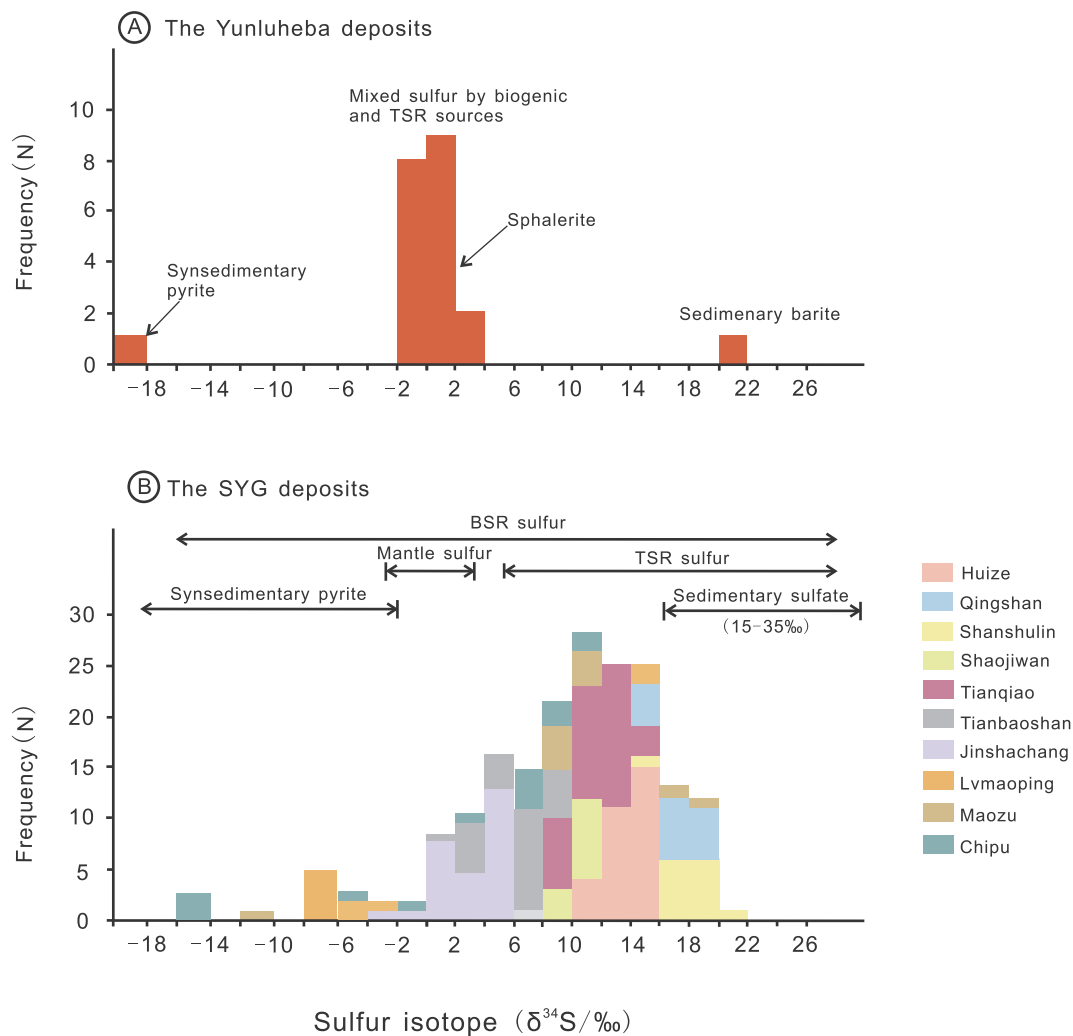 A The Yunluheba deposits
Frequency(N)
10
8
6
4
2
0
Mixed sulfur by biogenic
and TSR sources
Sphalerite
Synsedimentary
pyrite
Sedimenary barite
−18 −14 −10 −6 −2 2 6 10 14 18 22 26
B The SYG deposits
BSR sulfur
Mantle sulfur
TSR sulfur
Synsedimentary pyrite
Sedimentary sulfate
(15-35‰)
Frequency(N)
30
25
20
15
10
5
0
−18 −14 −10 −6 −2 2 6 10 14 18 22 26
Huize
Qingshan
Shanshulin
Shaojiwan
Tianqiao
Tianbaoshan
Jinshachang
Lvmaoping
Maozu
Chipu
Sulfur isotope (δ³⁴S/‰)